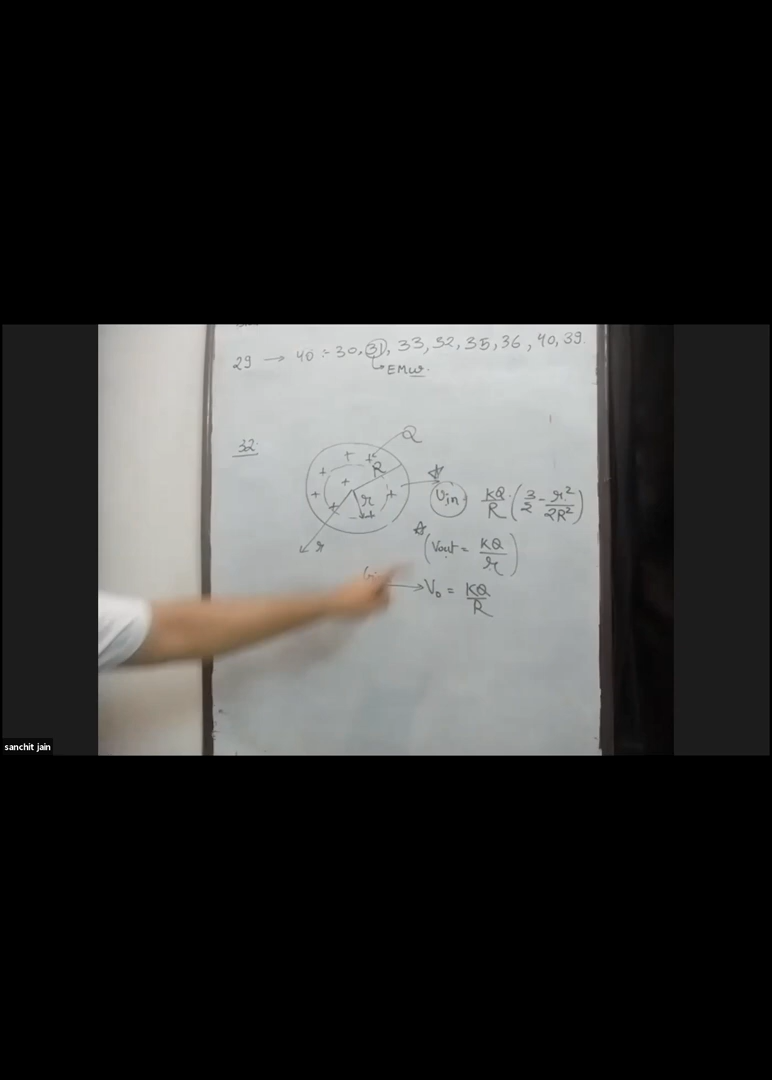 29 → 40 :- 30, 31, 33, 32, 35, 36, 40, 39.
↳ EMw.
32.
Q
R
r
Vin = KQ/R · (3/2 - r²/2R²)
(Vout = KQ/r)
r
V₀ = KQ/R
sanchit jain